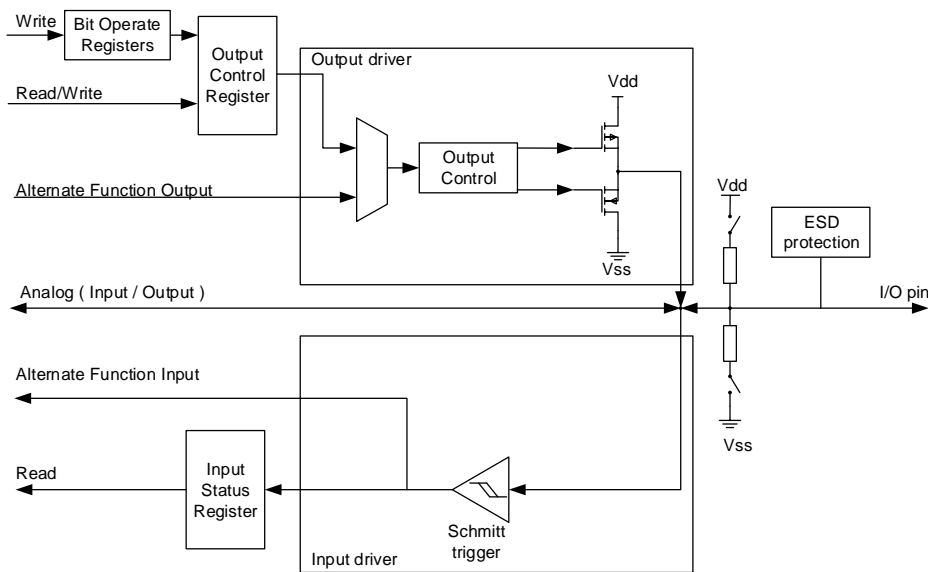 Write
Bit Operate
Registers
Output
Control
Register
Read/Write
Output driver
Vdd
Alternate Function Output
Output
Control
Vss
Vdd
ESD
protection
Analog ( Input / Output )
I/O pin
Alternate Function Input
Vss
Read
Input
Status
Register
Schmitt
trigger
Input driver